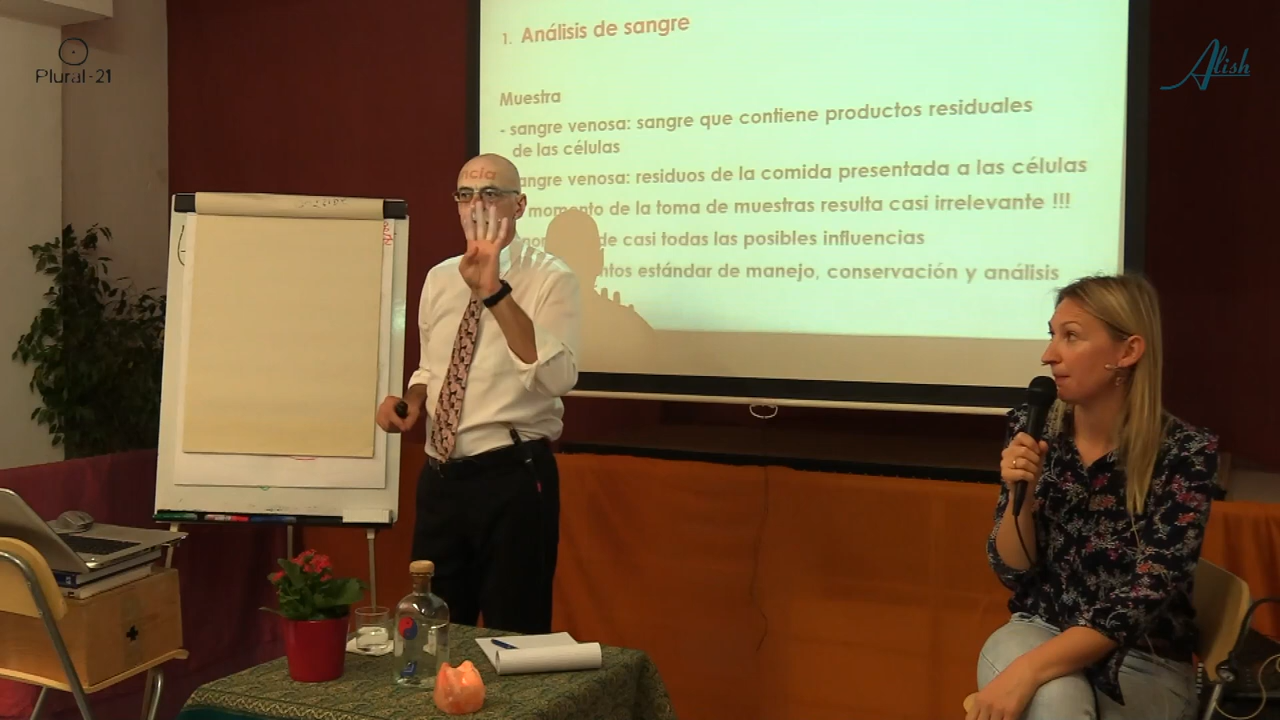 Plural-21
Alish
1. Análisis de sangre
Muestra
- sangre venosa: sangre que contiene productos residuales
de las células
angre venosa: residuos de la comida presentada a las células
momento de la toma de muestras resulta casi irrelevante !!!
de casi todas las posibles influencias
ntos estándar de manejo, conservación y análisis
ncia